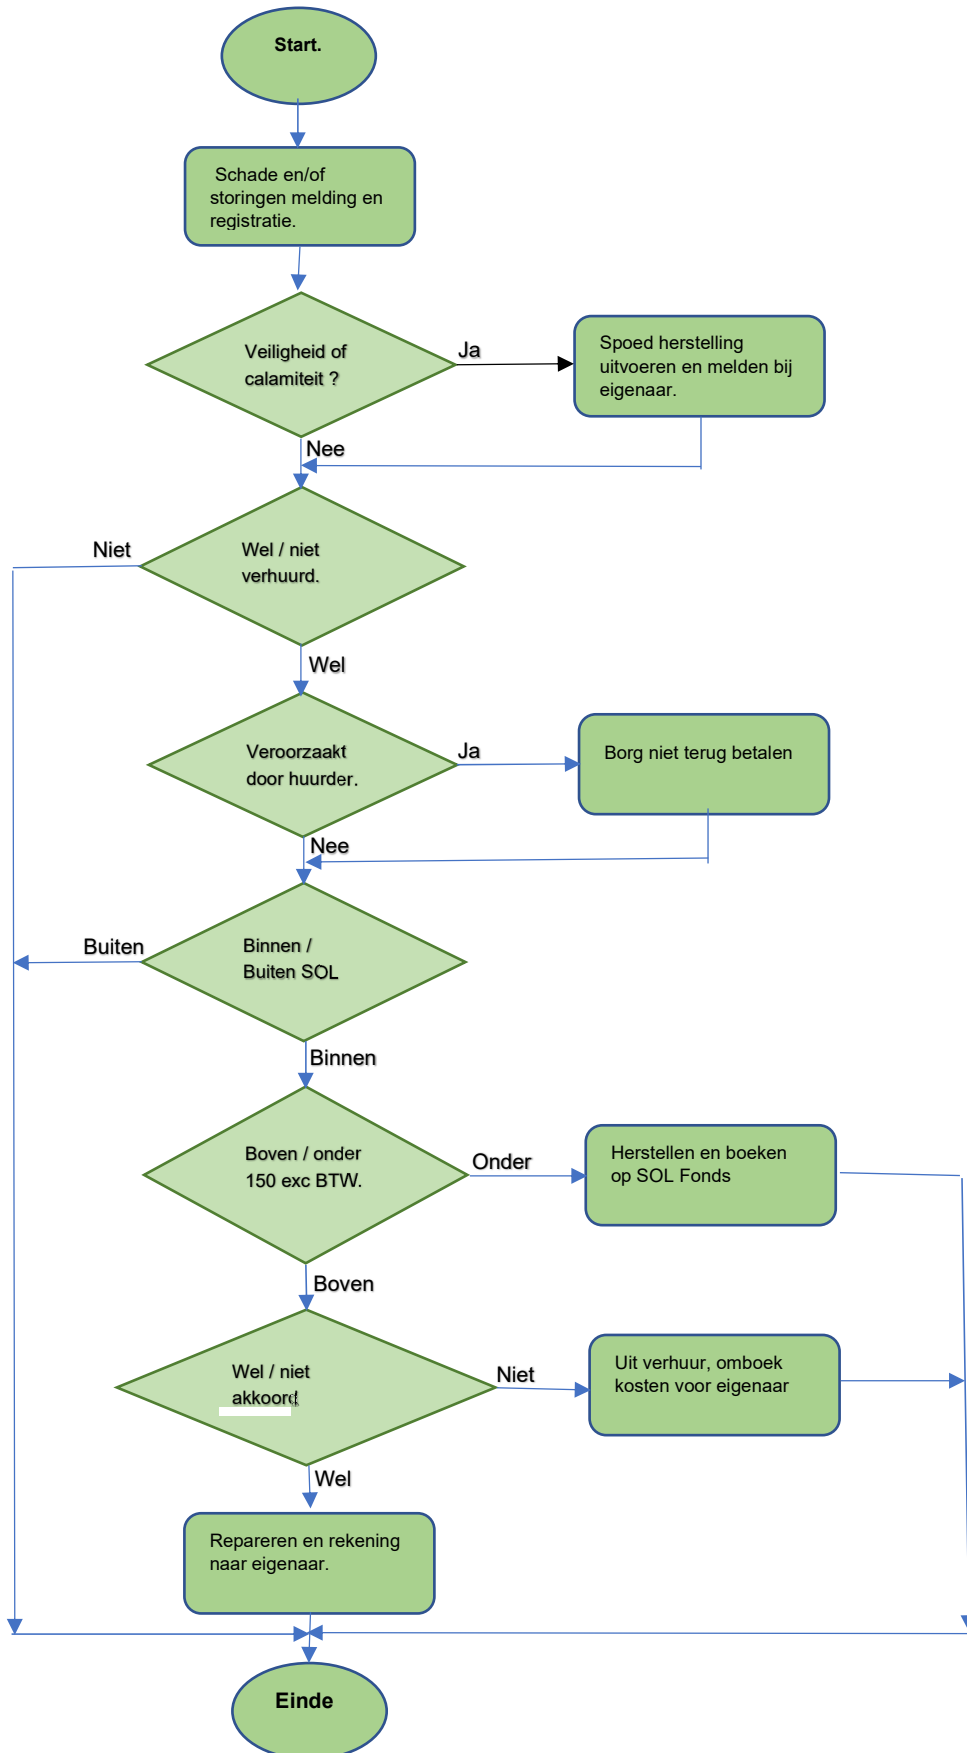 Start.
Schade en/of
storingen melding en
registratie.
Veiligheid of
calamiteit ?
Ja
Spoed herstelling
uitvoeren en melden bij
eigenaar.
Nee
Niet
Wel / niet
verhuurd.
Wel
Veroorzaakt
door huurder.
Ja
Borg niet terug betalen
Nee
Buiten
Binnen /
Buiten SOL
Binnen
Boven / onder
150 exc BTW.
Onder
Herstellen en boeken
op SOL Fonds
Boven
Wel / niet
akkoord
Niet
Uit verhuur, omboek
kosten voor eigenaar
Wel
Repareren en rekening
naar eigenaar.
Einde